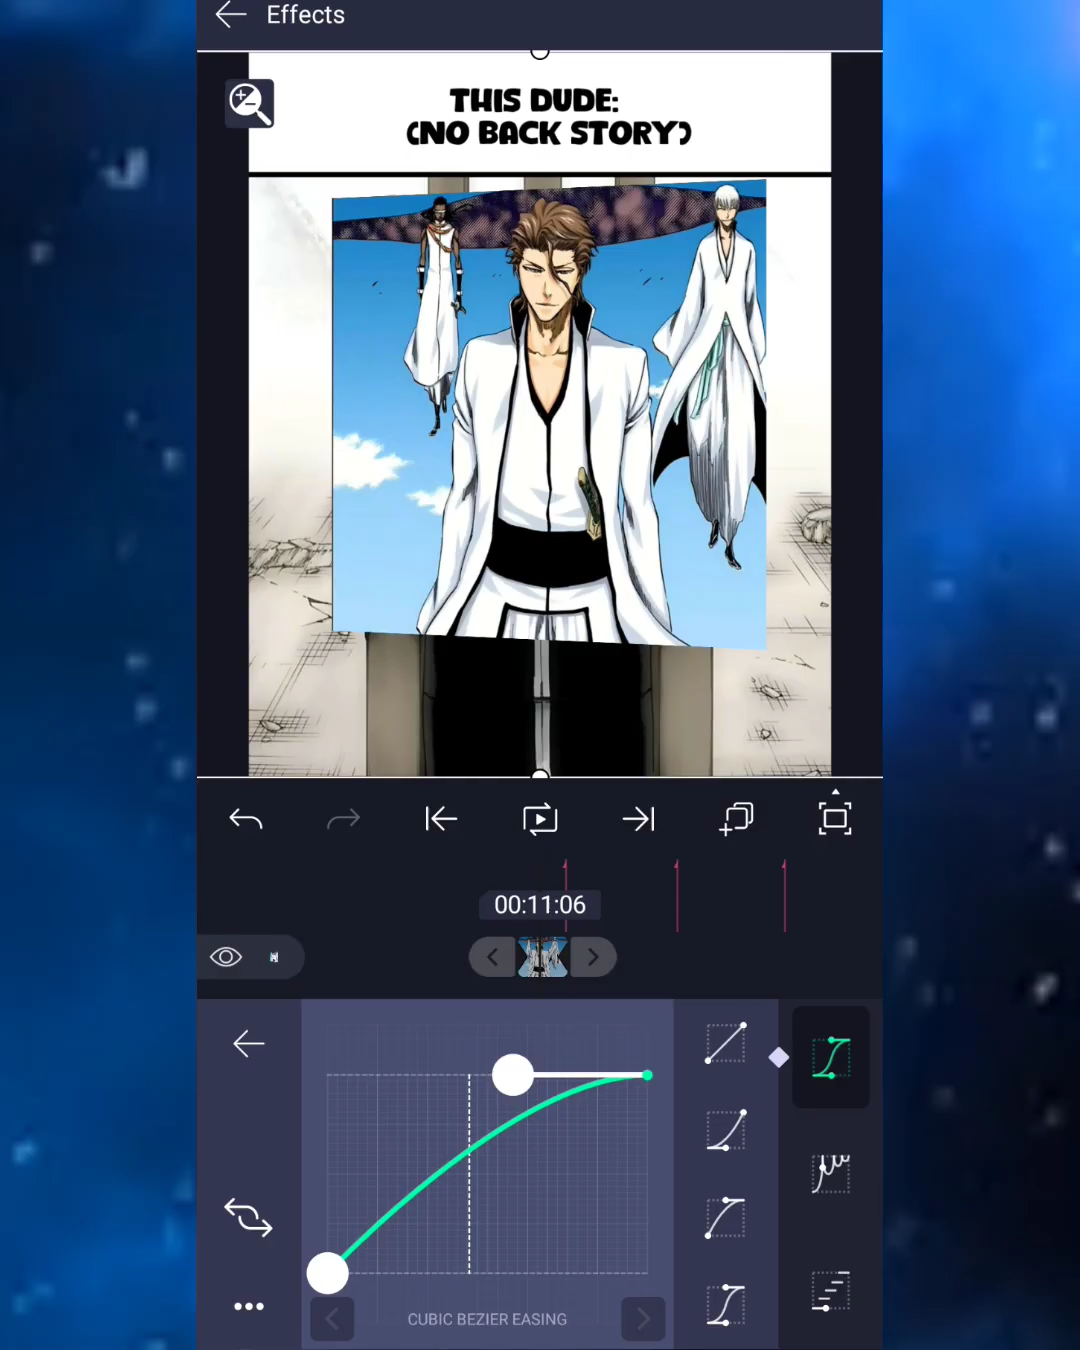 Effects
THIS DUDE:
(NO BACK STORY)
00:11:06
CUBIC BEZIER EASING